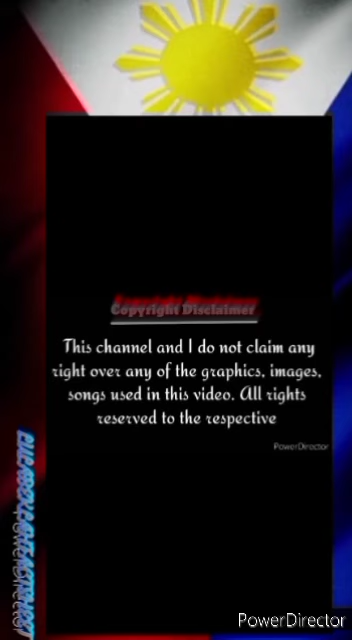 Copyright Disclaimer
This channel and I do not claim any
right over any of the graphics, images,
songs used in this video. All rights
reserved to the respective
PowerDirector
PowerDirector
PowerDirector